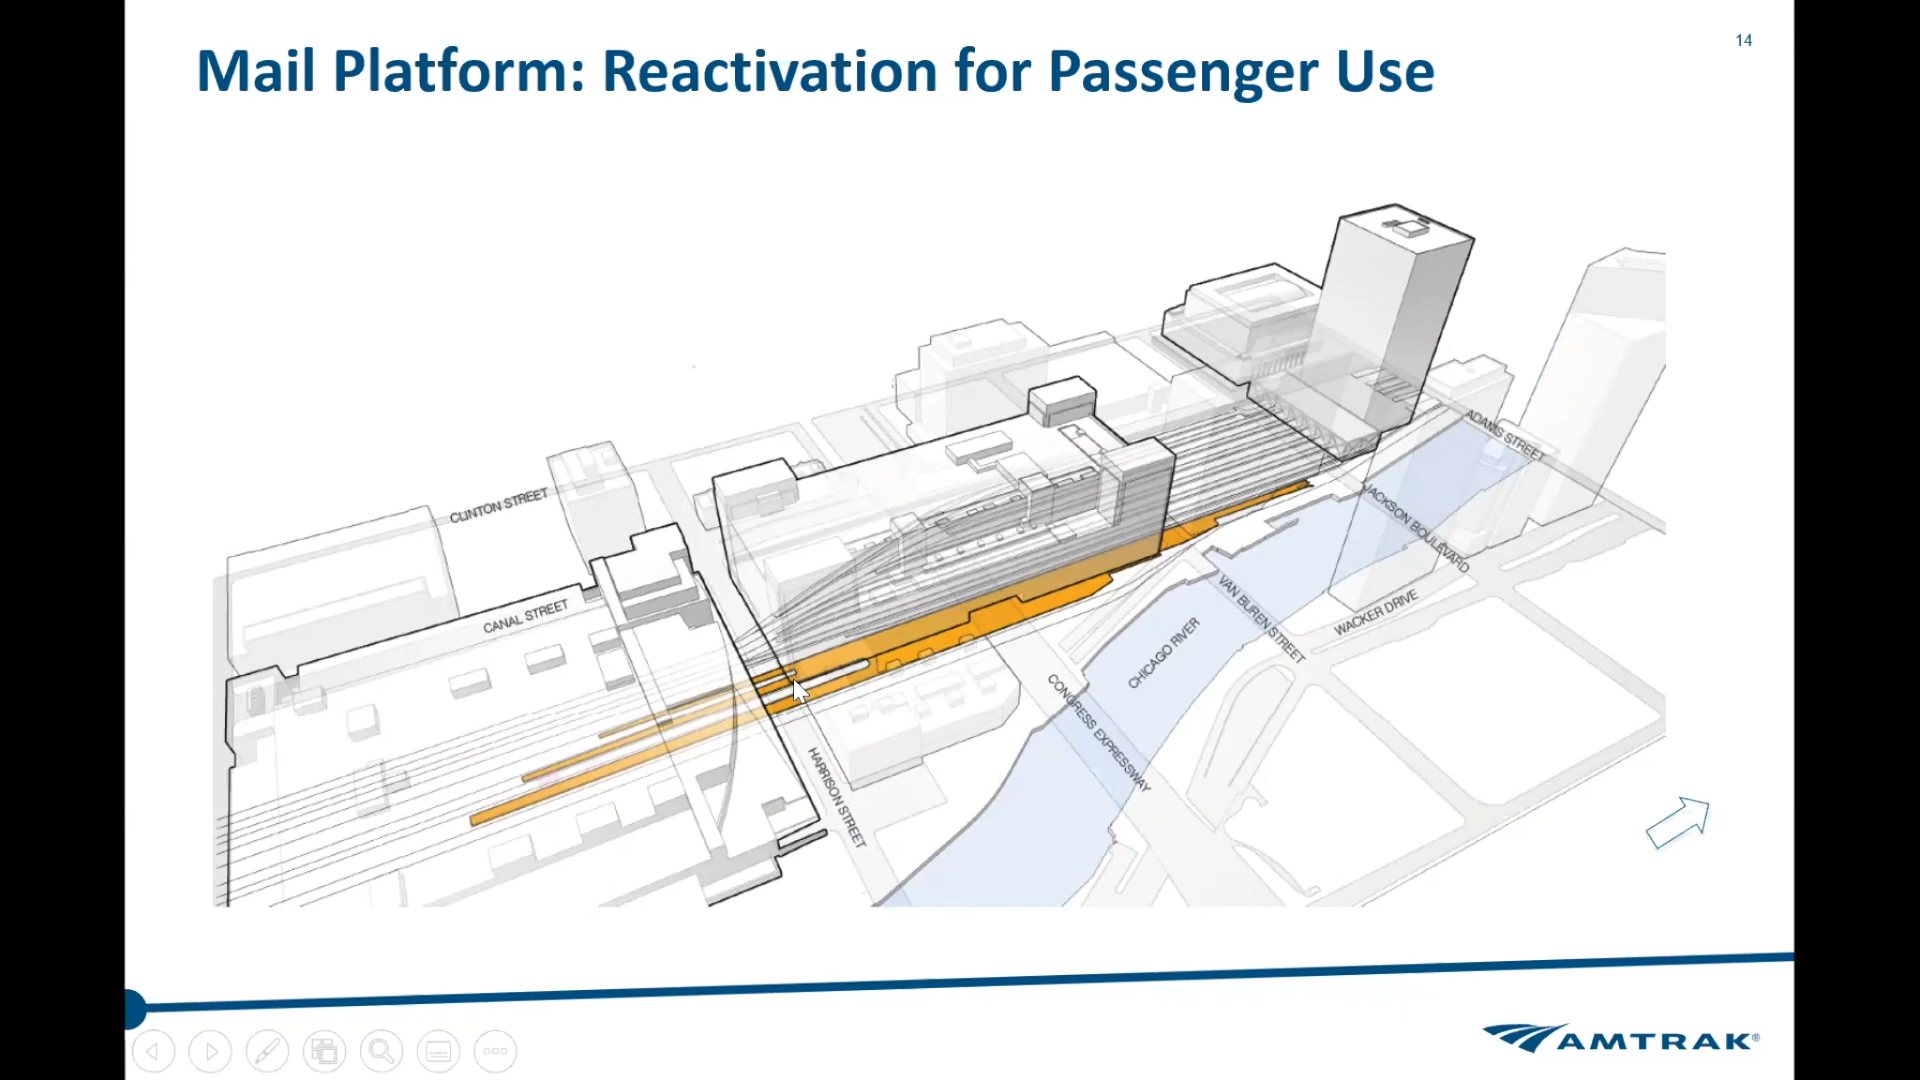 Mail Platform: Reactivation for Passenger Use
14
ADAMS STREET
CLINTON STREET
JACKSON BOULEVARD
CANAL STREET
VAN BUREN STREET
WACKER DRIVE
CHICAGO RIVER
CONGRESS EXPRESSWAY
HARRISON STREET
AMTRAK®